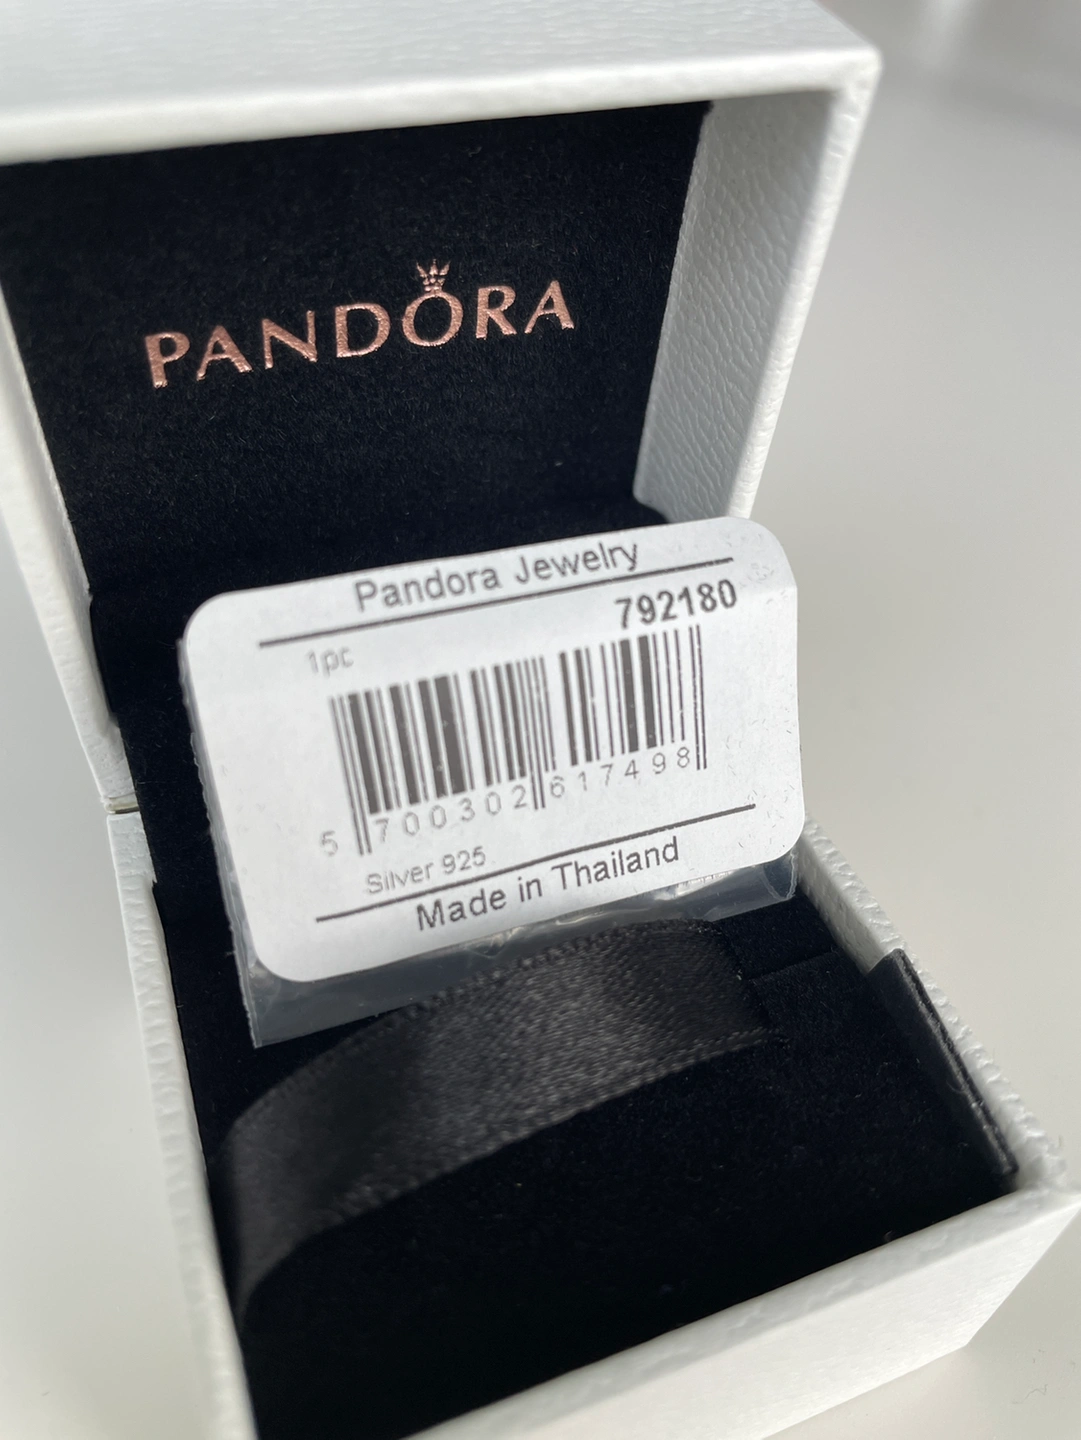 PANDORA
Pandora Jewelry
792180
1pc
5 700302 617498
Silver 925
Made in Thailand